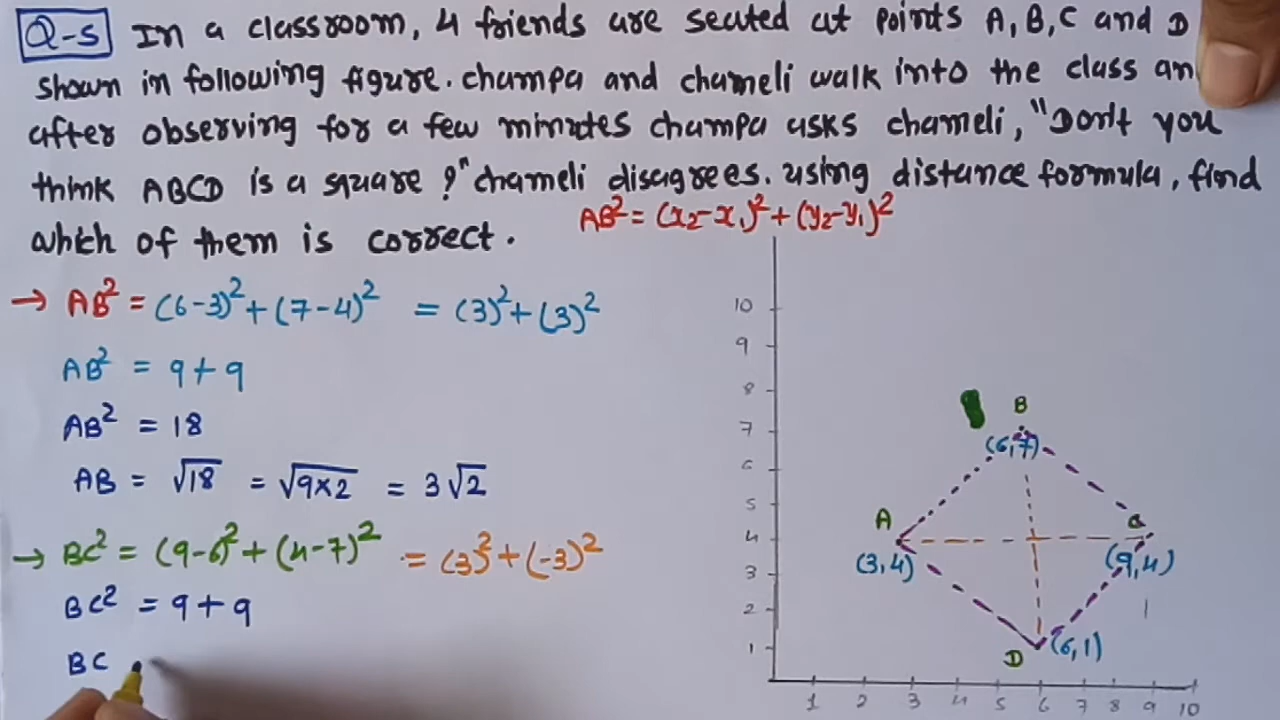 Q-5 In a classroom, 4 friends are seated at points A, B, C and D
shown in following figure. champa and chameli walk into the class an
after observing for a few minutes champa asks chameli, "Don't you
think ABCD is a square ?" chameli disagrees. using distance formula, find
which of them is correct.
AB² = (x₂-x₁)² + (y₂-y₁)²
→ AB² = (6-3)² + (7-4)² = (3)² + (3)²
AB² = 9 + 9
AB² = 18
AB = √18 = √9×2 = 3√2
→ BC² = (9-6)² + (4-7)² = (3)² + (-3)²
BC² = 9 + 9
BC
10
9
8
7
6
5
4
3
2
1
B
(6,7)
A
(3,4)
C
(9,4)
D
(6,1)
1 2 3 4 5 6 7 8 9 10